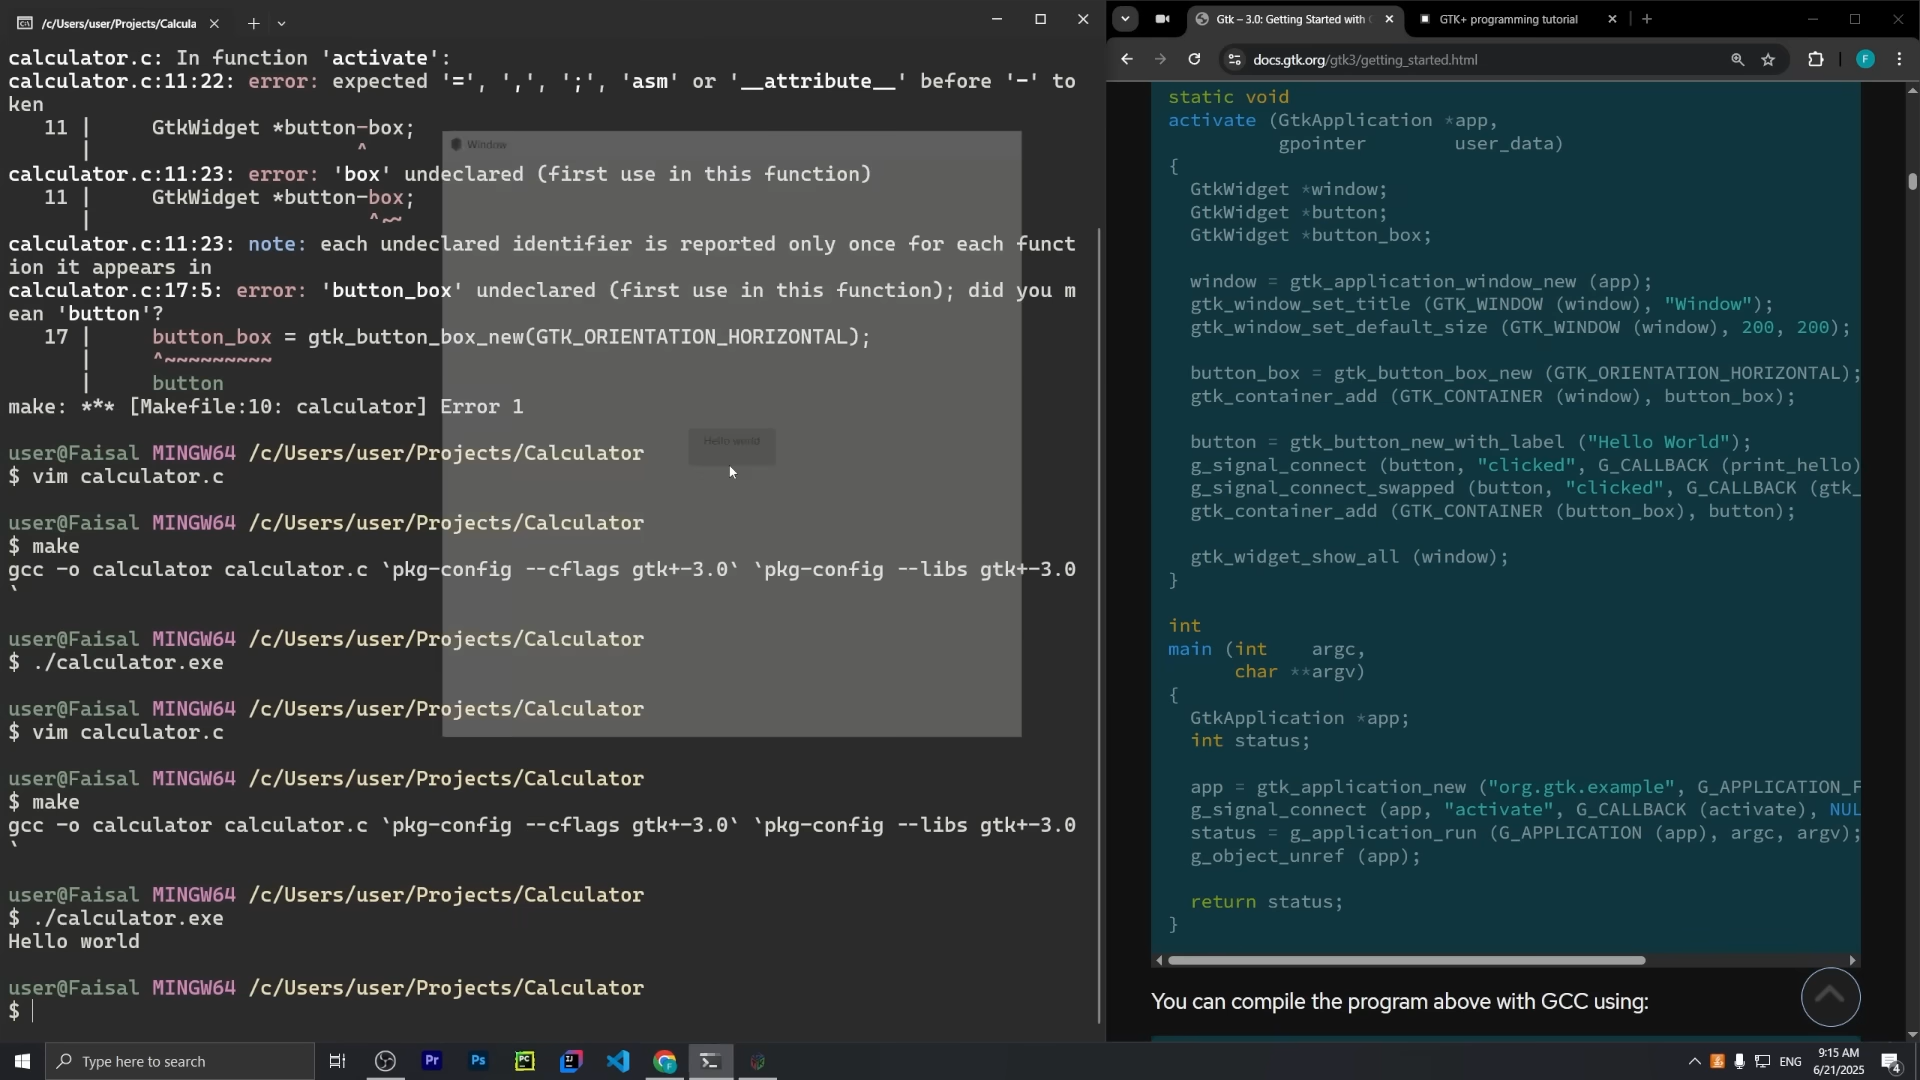 /c/Users/user/Projects/Calcula
calculator.c: In function 'activate':
calculator.c:11:22: error: expected '=', ',', ';', 'asm' or '__attribute__' before '-' to
ken
11 |     GtkWidget *button-box;
|                      ^
calculator.c:11:23: error: 'box' undeclared (first use in this function)
11 |     GtkWidget *button-box;
|                       ^~~
calculator.c:11:23: note: each undeclared identifier is reported only once for each funct
ion it appears in
calculator.c:17:5: error: 'button_box' undeclared (first use in this function); did you m
ean 'button'?
17 |     button_box = gtk_button_box_new(GTK_ORIENTATION_HORIZONTAL);
|     ^~~~~~~~~~
|     button
make: *** [Makefile:10: calculator] Error 1
user@Faisal MINGW64 /c/Users/user/Projects/Calculator
$ vim calculator.c
user@Faisal MINGW64 /c/Users/user/Projects/Calculator
$ make
gcc -o calculator calculator.c `pkg-config --cflags gtk+-3.0` `pkg-config --libs gtk+-3.0
`
user@Faisal MINGW64 /c/Users/user/Projects/Calculator
$ ./calculator.exe
user@Faisal MINGW64 /c/Users/user/Projects/Calculator
$ vim calculator.c
user@Faisal MINGW64 /c/Users/user/Projects/Calculator
$ make
gcc -o calculator calculator.c `pkg-config --cflags gtk+-3.0` `pkg-config --libs gtk+-3.0
`
user@Faisal MINGW64 /c/Users/user/Projects/Calculator
$ ./calculator.exe
Hello world
user@Faisal MINGW64 /c/Users/user/Projects/Calculator
$
Window
Hello world
Gtk – 3.0: Getting Started with
GTK+ programming tutorial
docs.gtk.org/gtk3/getting_started.html
F
static void
activate (GtkApplication *app,
gpointer        user_data)
{
GtkWidget *window;
GtkWidget *button;
GtkWidget *button_box;
window = gtk_application_window_new (app);
gtk_window_set_title (GTK_WINDOW (window), "Window");
gtk_window_set_default_size (GTK_WINDOW (window), 200, 200);
button_box = gtk_button_box_new (GTK_ORIENTATION_HORIZONTAL);
gtk_container_add (GTK_CONTAINER (window), button_box);
button = gtk_button_new_with_label ("Hello World");
g_signal_connect (button, "clicked", G_CALLBACK (print_hello)
g_signal_connect_swapped (button, "clicked", G_CALLBACK (gtk_
gtk_container_add (GTK_CONTAINER (button_box), button);
gtk_widget_show_all (window);
}
int
main (int    argc,
char **argv)
{
GtkApplication *app;
int status;
app = gtk_application_new ("org.gtk.example", G_APPLICATION_F
g_signal_connect (app, "activate", G_CALLBACK (activate), NUL
status = g_application_run (G_APPLICATION (app), argc, argv);
g_object_unref (app);
return status;
}
You can compile the program above with GCC using:
Type here to search
Pr
Ps
PC
IJ
ENG
9:15 AM
6/21/2025
4